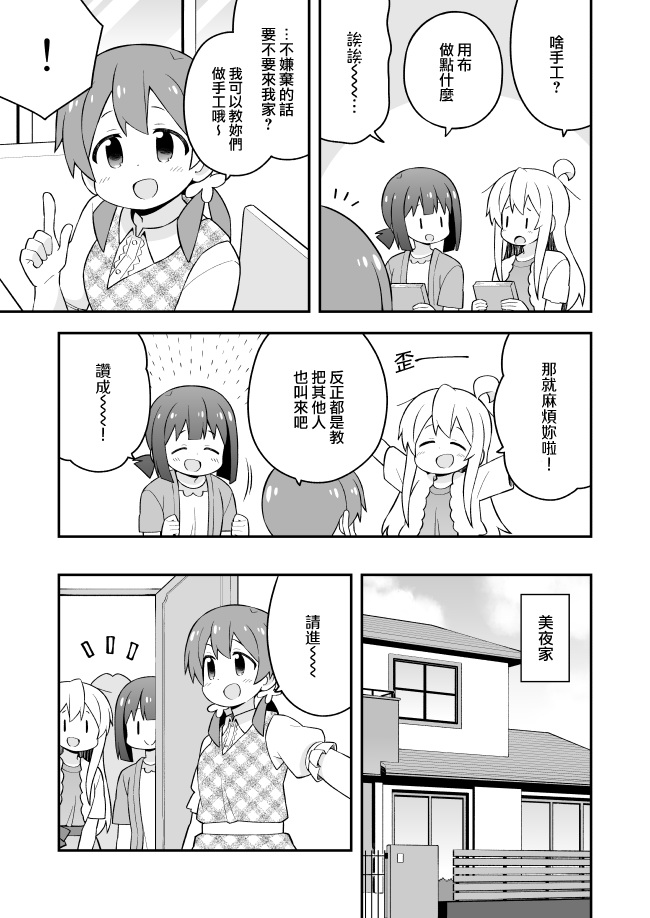 啥手工?
用布
做點什麼
誒誒~~~…
…不嫌棄的話
要不要來我家?
我可以教妳們
做手工哦~
!
那就麻煩妳啦!
歪——
反正都是教
把其他人
也叫來吧
讚成~~~!
美夜家
請進~~~